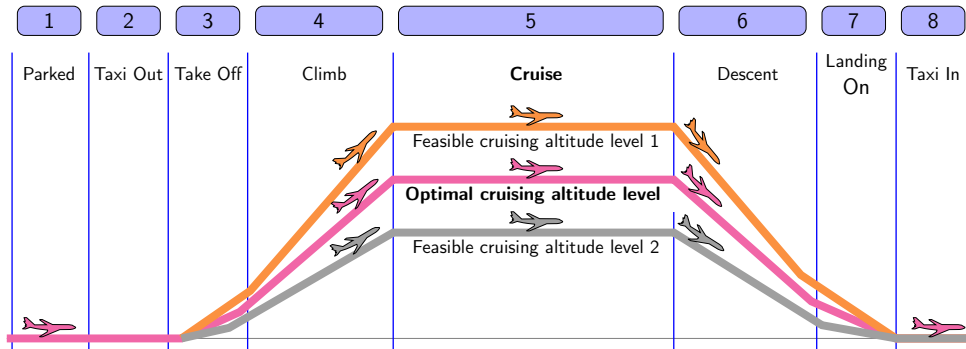 1 2 3 4 5 6 7 8
Parked Taxi Out Take Off Climb Cruise Descent Landing On Taxi In
Feasible cruising altitude level 1
Optimal cruising altitude level
Feasible cruising altitude level 2